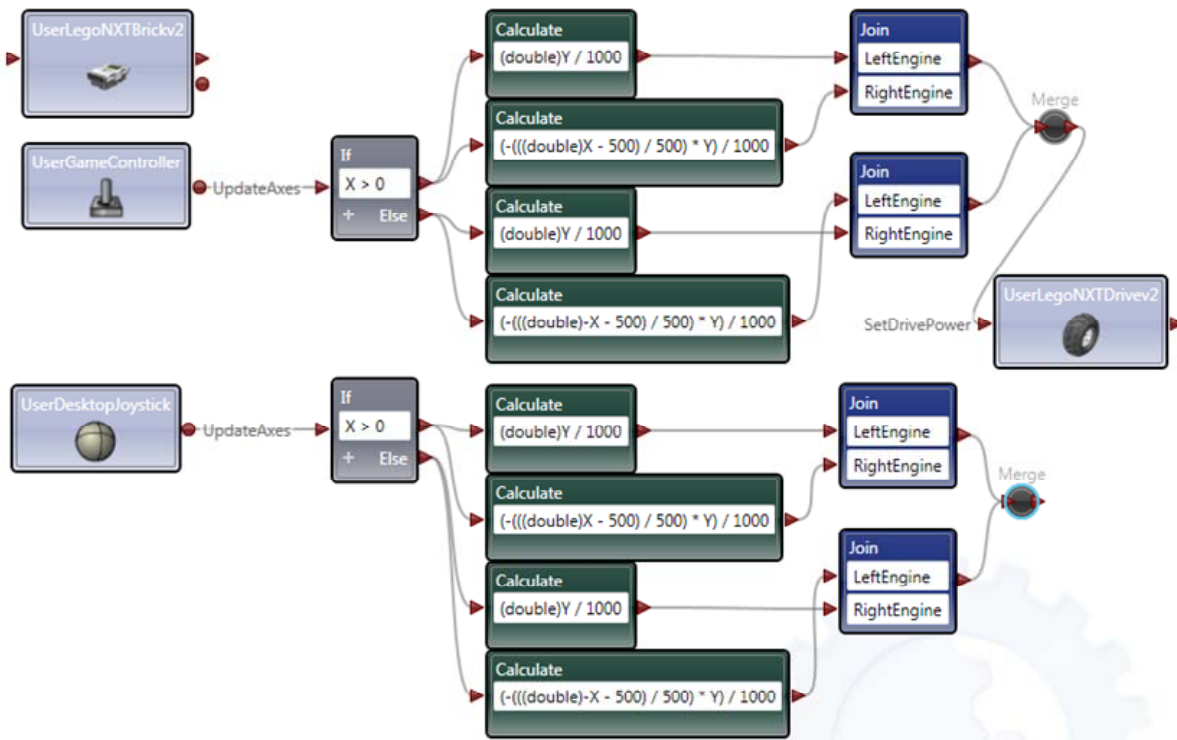 UserLegoNXTBrickv2
UserGameController
UpdateAxes
If
X > 0
+ Else
Calculate
(double)Y / 1000
Calculate
(-(((double)X - 500) / 500) * Y) / 1000
Calculate
(double)Y / 1000
Calculate
(-(((double)-X - 500) / 500) * Y) / 1000
Join
LeftEngine
RightEngine
Join
LeftEngine
RightEngine
Merge
SetDrivePower
UserLegoNXTDrivev2
UserDesktopJoystick
UpdateAxes
If
X > 0
+ Else
Calculate
(double)Y / 1000
Calculate
(-(((double)X - 500) / 500) * Y) / 1000
Calculate
(double)Y / 1000
Calculate
(-(((double)-X - 500) / 500) * Y) / 1000
Join
LeftEngine
RightEngine
Join
LeftEngine
RightEngine
Merge